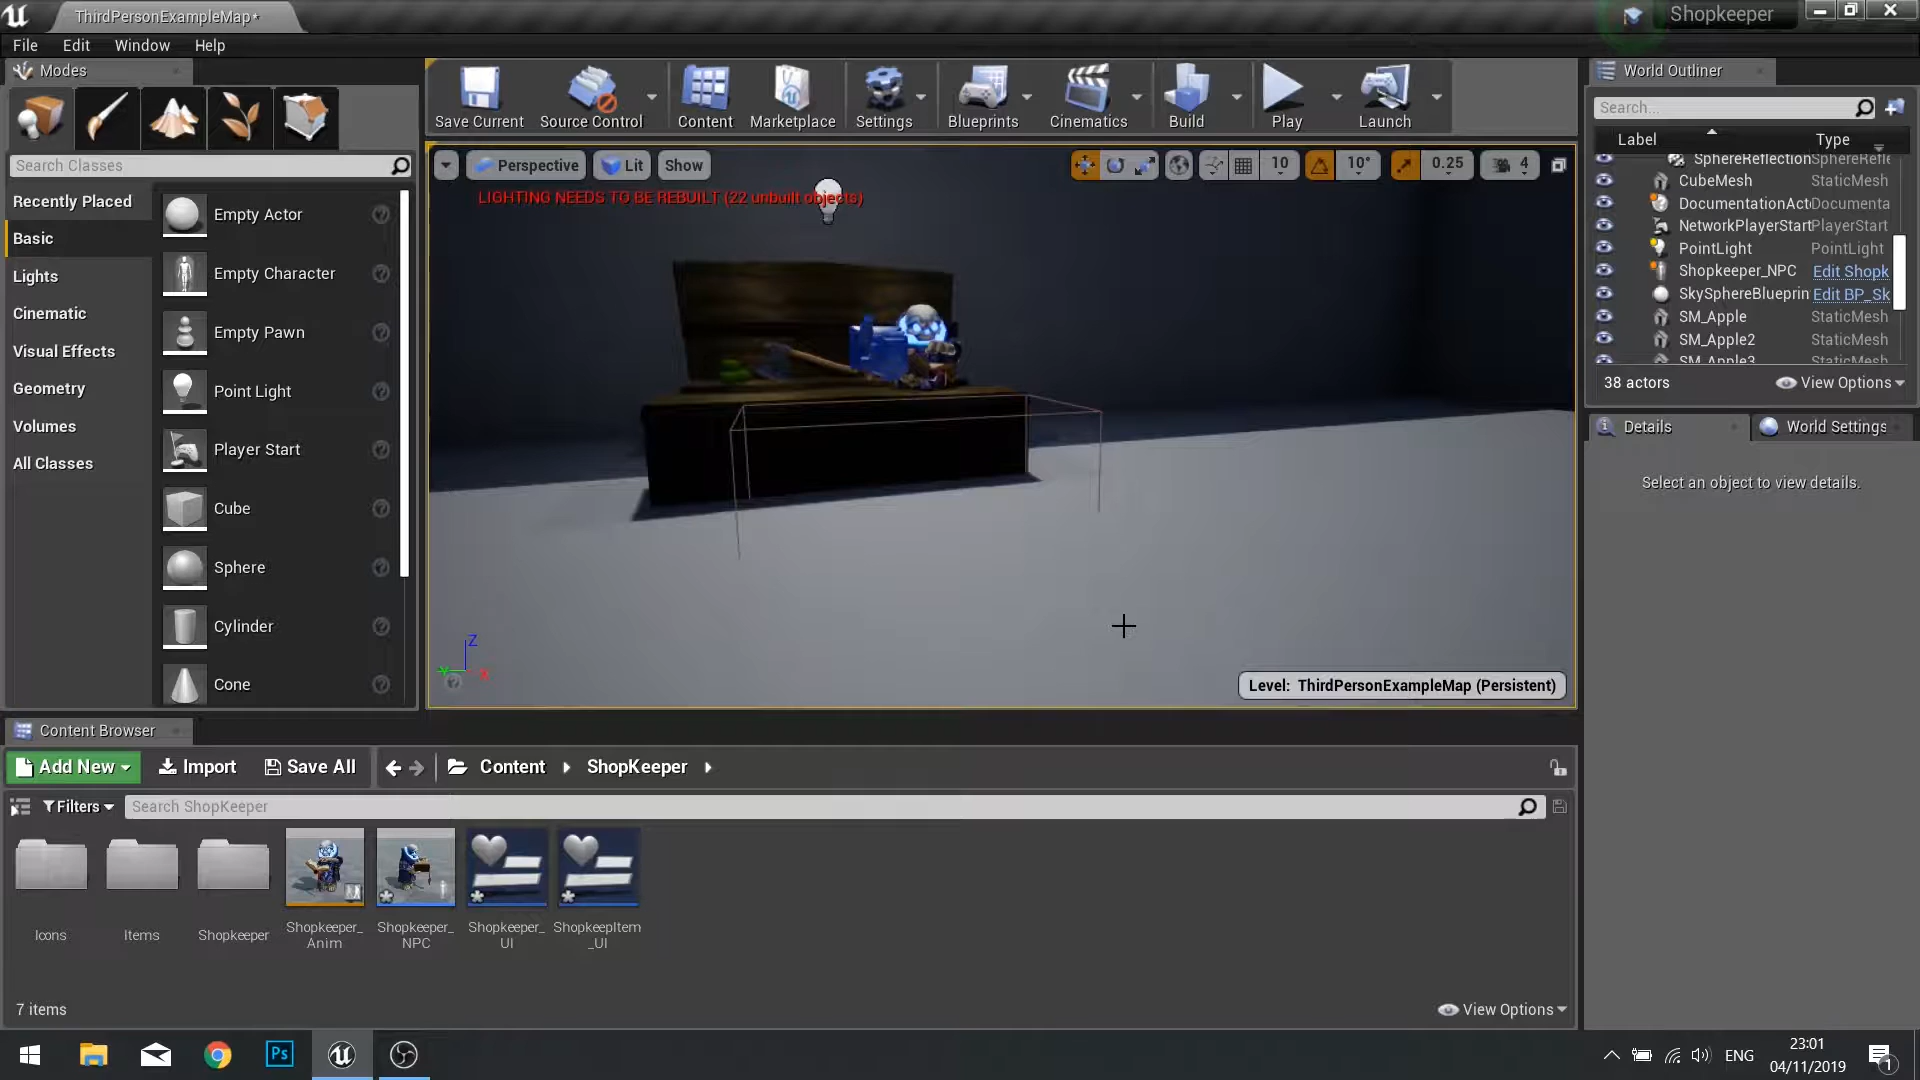 ThirdPersonExampleMap*
Shopkeeper
File Edit Window Help
Modes
Search Classes
Recently Placed
Basic
Lights
Cinematic
Visual Effects
Geometry
Volumes
All Classes
Empty Actor
Empty Character
Empty Pawn
Point Light
Player Start
Cube
Sphere
Cylinder
Cone
Save Current
Source Control
Content
Marketplace
Settings
Blueprints
Cinematics
Build
Play
Launch
Perspective Lit Show
10 10° 0.25 4
LIGHTING NEEDS TO BE REBUILT (22 unbuilt objects)
Z
Level: ThirdPersonExampleMap (Persistent)
World Outliner
Search...
Label Type
SphereReflection SphereRefle
CubeMesh StaticMesh
DocumentationActo Documenta
NetworkPlayerStart PlayerStart
PointLight PointLight
Shopkeeper_NPC Edit Shopk
SkySphereBlueprin Edit BP_Sk
SM_Apple StaticMesh
SM_Apple2 StaticMesh
SM_Apple3 StaticMesh
38 actors View Options
Details World Settings
Select an object to view details.
Content Browser
Add New Import Save All Content ShopKeeper
Filters Search ShopKeeper
Icons
Items
Shopkeeper
Shopkeeper_
Anim
Shopkeeper_
NPC
Shopkeeper_
UI
ShopkeepItem
_UI
7 items View Options
Ps
ENG
23:01
04/11/2019
1